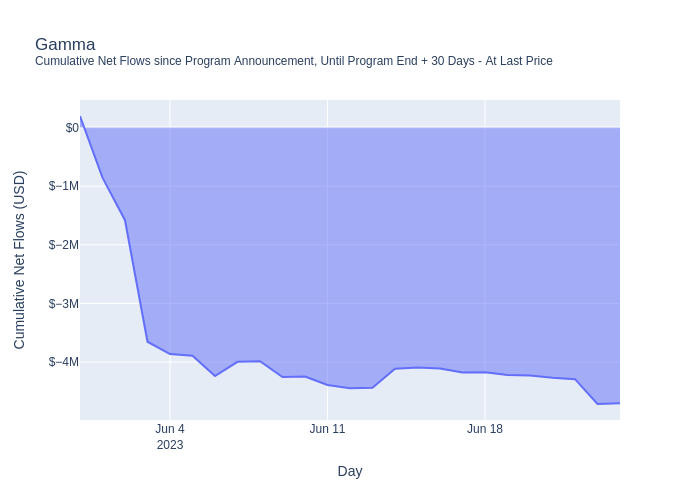 Gamma
Cumulative Net Flows since Program Announcement, Until Program End + 30 Days - At Last Price
$0
$−1M
$−2M
$−3M
$−4M
Cumulative Net Flows (USD)
Jun 4
2023
Jun 11
Jun 18
Day